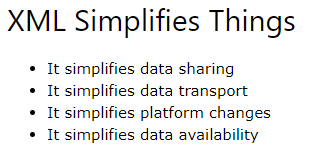 XML Simplifies Things
• It simplifies data sharing
• It simplifies data transport
• It simplifies platform changes
• It simplifies data availability